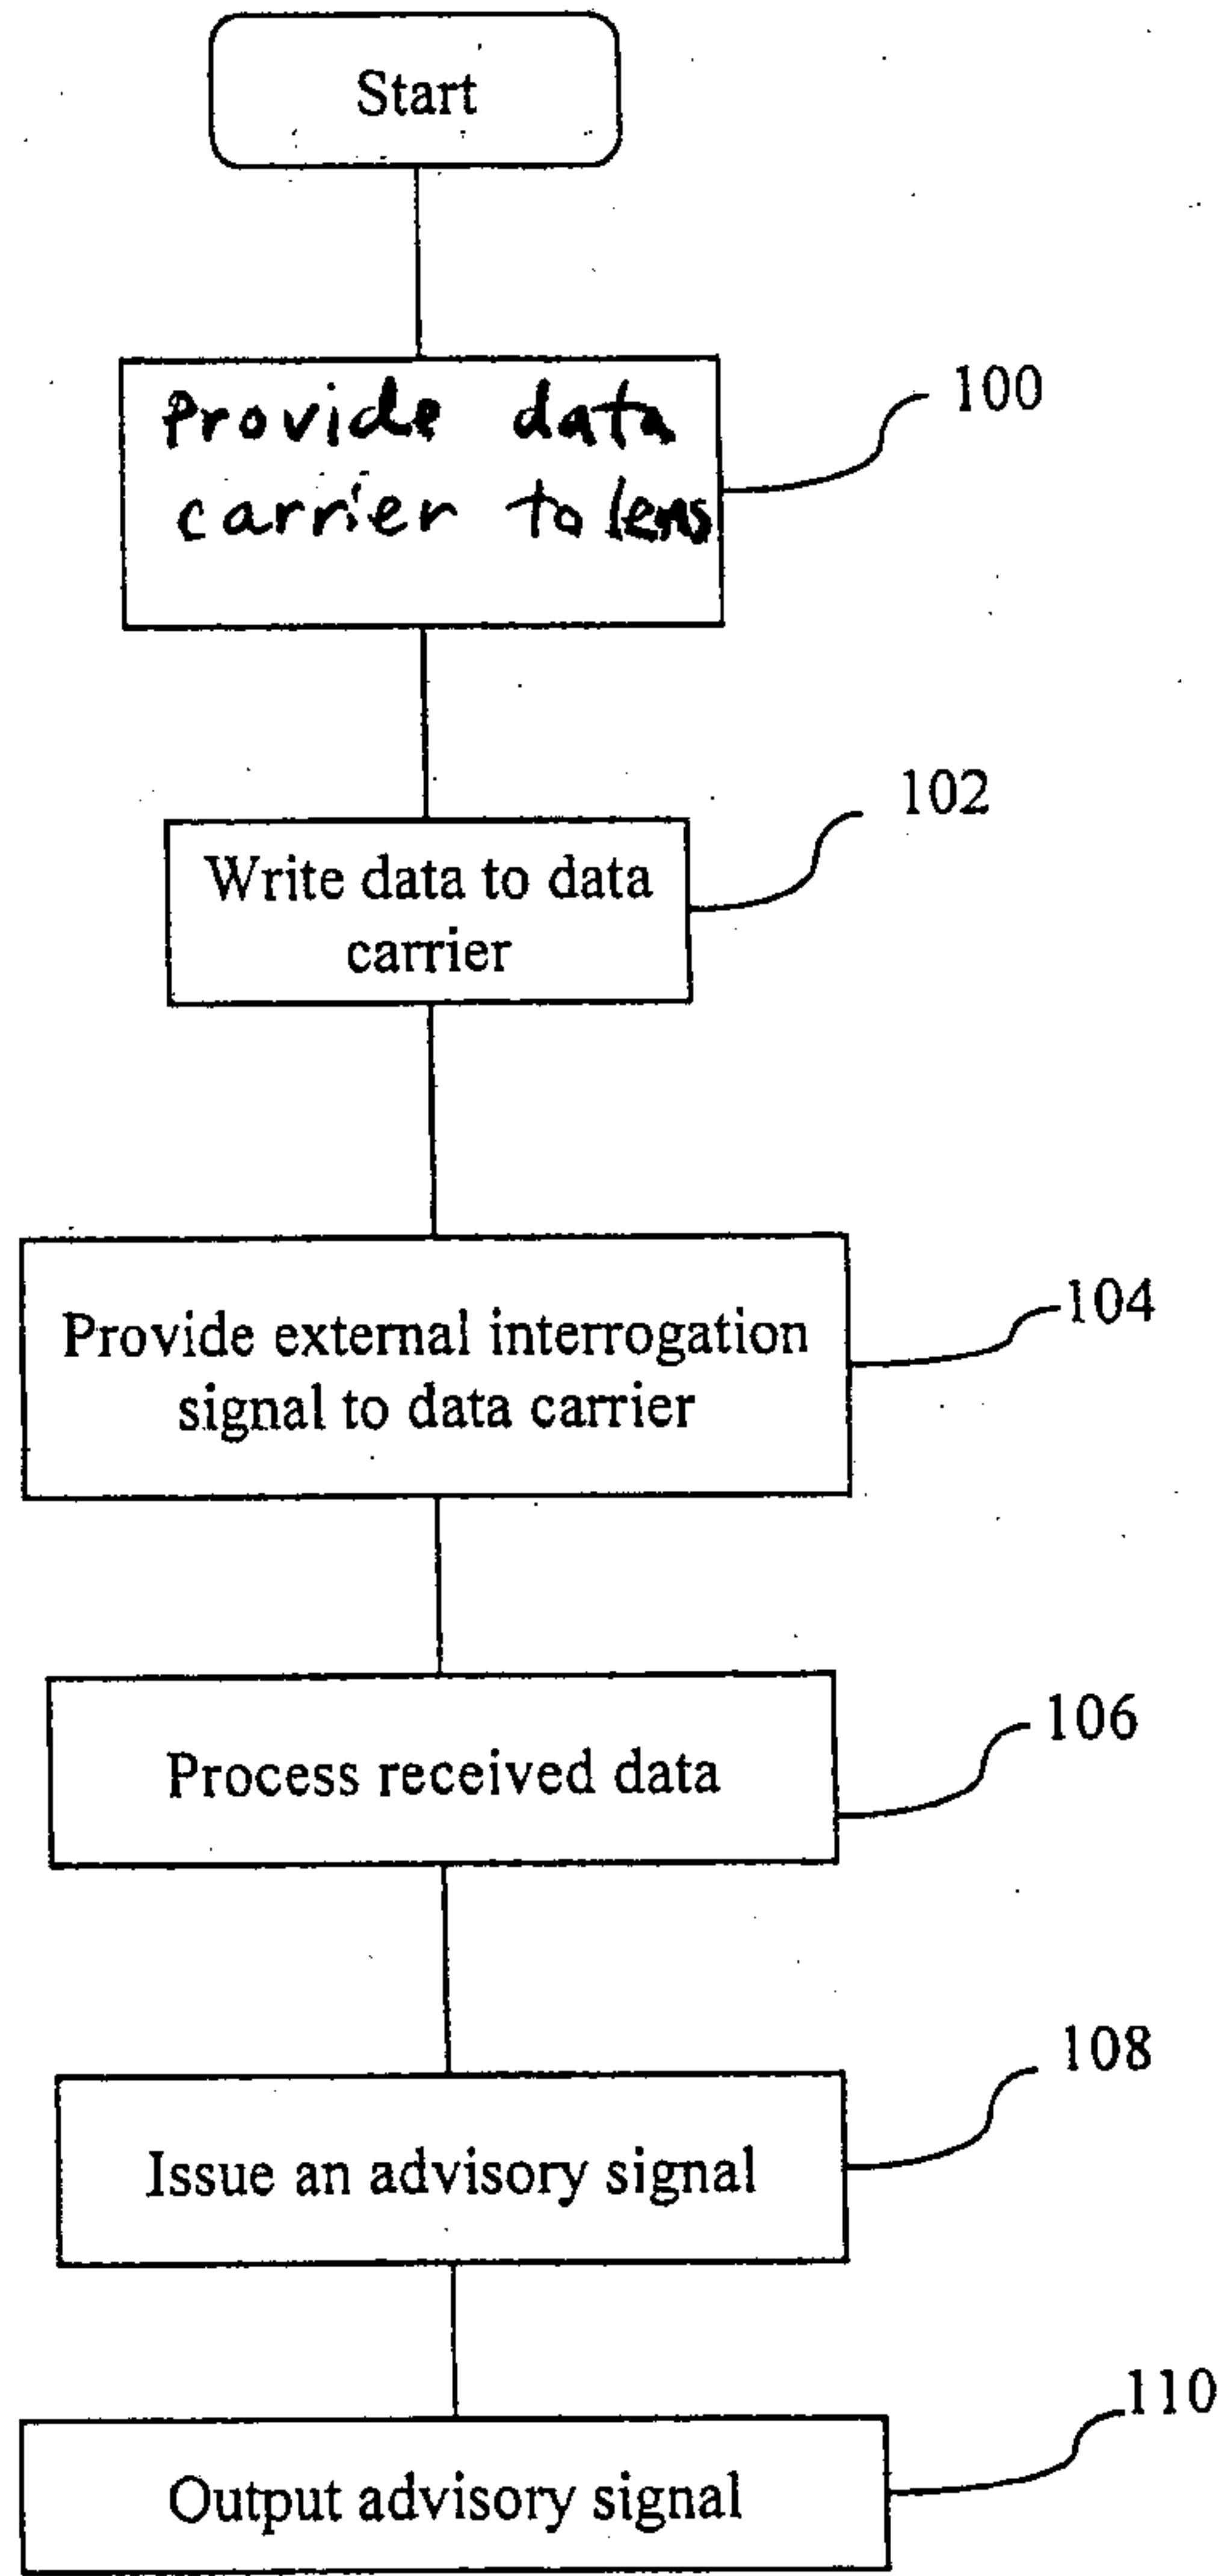 Start
Provide data
carrier to lens
100
Write data to data
carrier
102
Provide external interrogation
signal to data carrier
104
Process received data
106
Issue an advisory signal
108
Output advisory signal
110